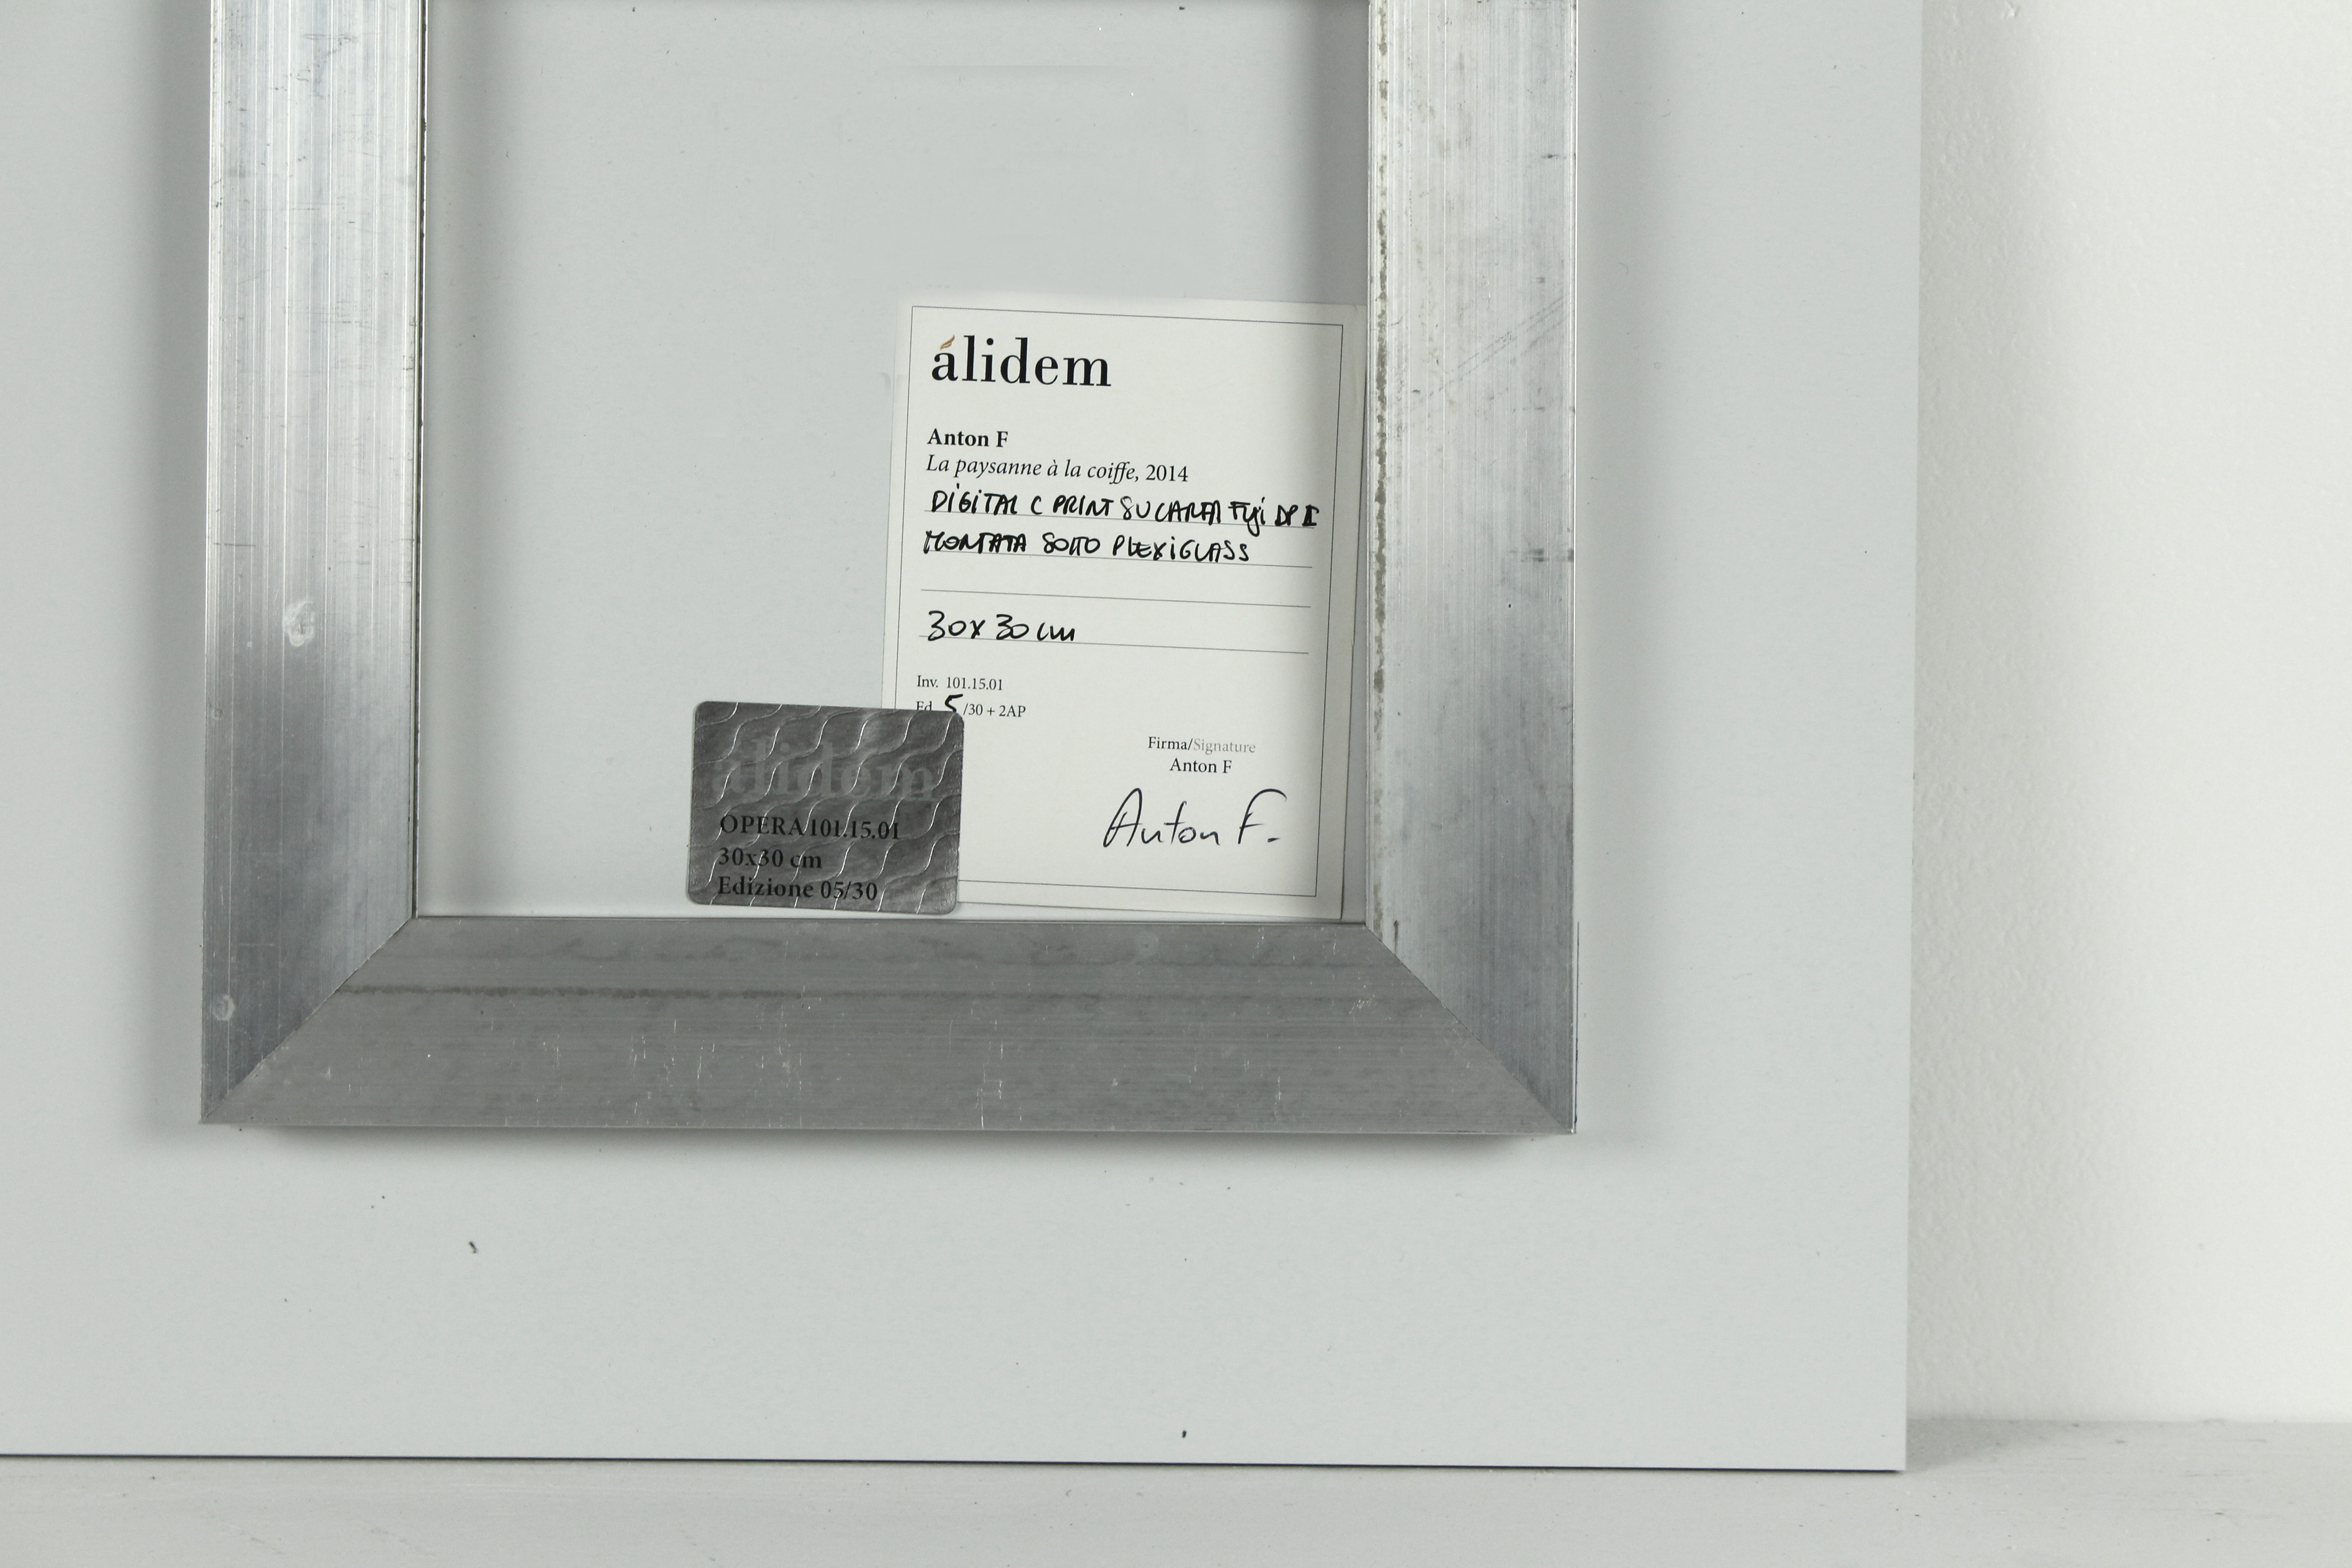 álidem
Anton F
La paysanne à la coiffe, 2014
DIGITAL C PRINT SU CARTA FUJI DP II
MONTATA SOTTO PLEXIGLASS
30x30 cm
Inv. 101.15.01
Ed. 5/30 + 2AP
Firma/Signature
Anton F
Anton F.
álidem
OPERA 101.15.01
30x30 cm
Edizione 05/30